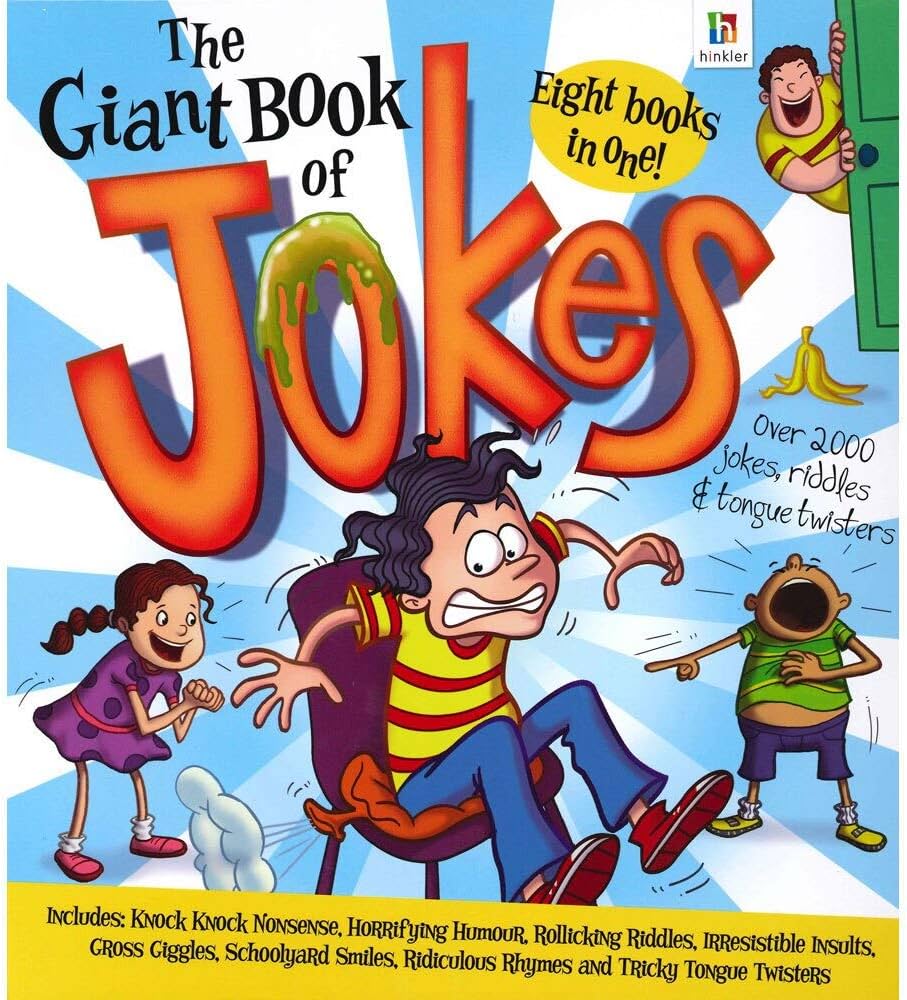 The
Giant Book
of
Jokes
Eight books
in one!
hinkler
Over 2000
jokes, riddles
& tongue twisters
Includes: Knock Knock Nonsense, Horrifying Humour, Rollicking Riddles, Irresistible Insults,
Gross Giggles, Schoolyard Smiles, Ridiculous Rhymes and Tricky Tongue Twisters